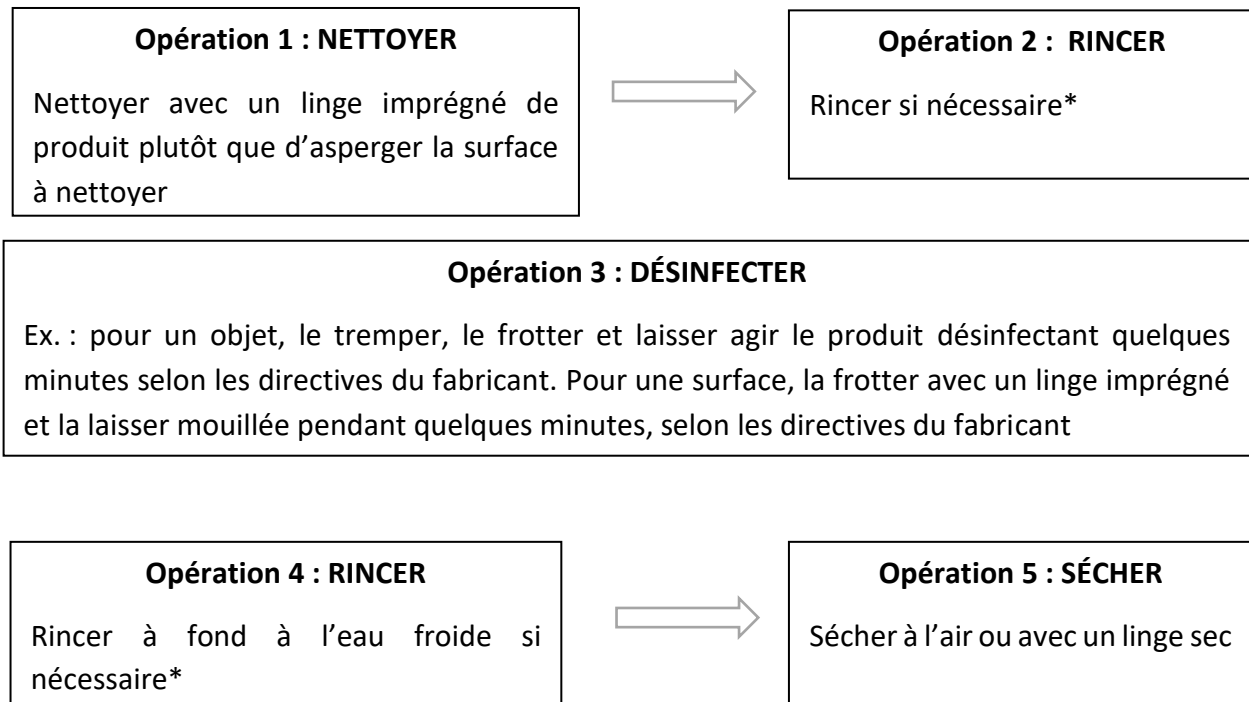 Opération 1 : NETTOYER
Nettoyer avec un linge imprégné de
produit plutôt que d’asperger la surface
à nettoyer
Opération 2 : RINCER
Rincer si nécessaire*
Opération 3 : DÉSINFECTER
Ex. : pour un objet, le tremper, le frotter et laisser agir le produit désinfectant quelques
minutes selon les directives du fabricant. Pour une surface, la frotter avec un linge imprégné
et la laisser mouillée pendant quelques minutes, selon les directives du fabricant
Opération 4 : RINCER
Rincer à fond à l’eau froide si
nécessaire*
Opération 5 : SÉCHER
Sécher à l’air ou avec un linge sec